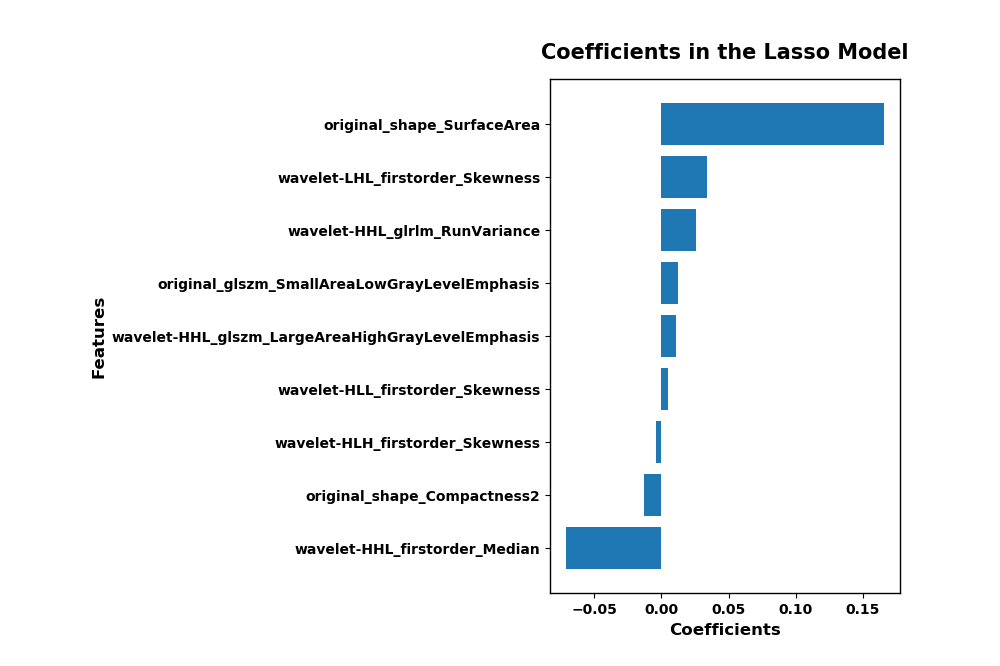 Coefficients in the Lasso Model
original_shape_SurfaceArea
wavelet-LHL_firstorder_Skewness
wavelet-HHL_glrlm_RunVariance
original_glszm_SmallAreaLowGrayLevelEmphasis
wavelet-HHL_glszm_LargeAreaHighGrayLevelEmphasis
wavelet-HLL_firstorder_Skewness
wavelet-HLH_firstorder_Skewness
original_shape_Compactness2
wavelet-HHL_firstorder_Median
Features
−0.05 0.00 0.05 0.10 0.15
Coefficients